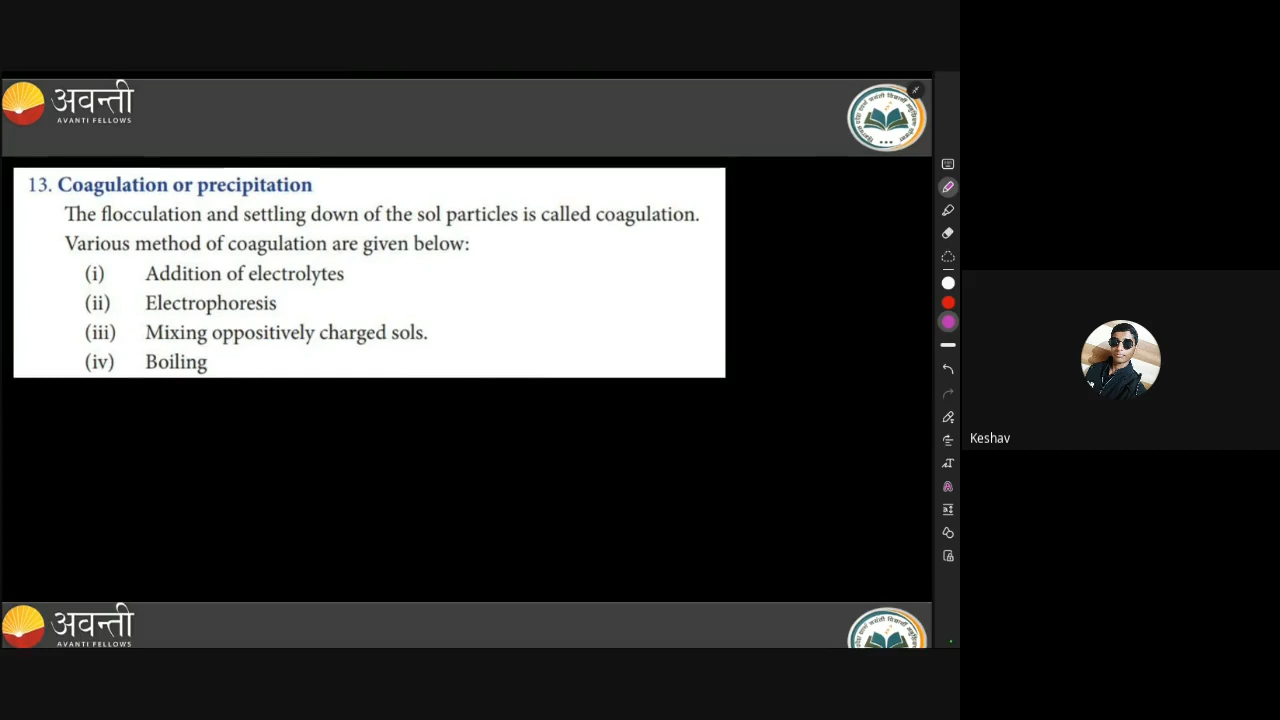 अवन्ती
AVANTI FELLOWS
13. Coagulation or precipitation
The flocculation and settling down of the sol particles is called coagulation.
Various method of coagulation are given below:
(i) Addition of electrolytes
(ii) Electrophoresis
(iii) Mixing oppositively charged sols.
(iv) Boiling
Keshav
अवन्ती
AVANTI FELLOWS